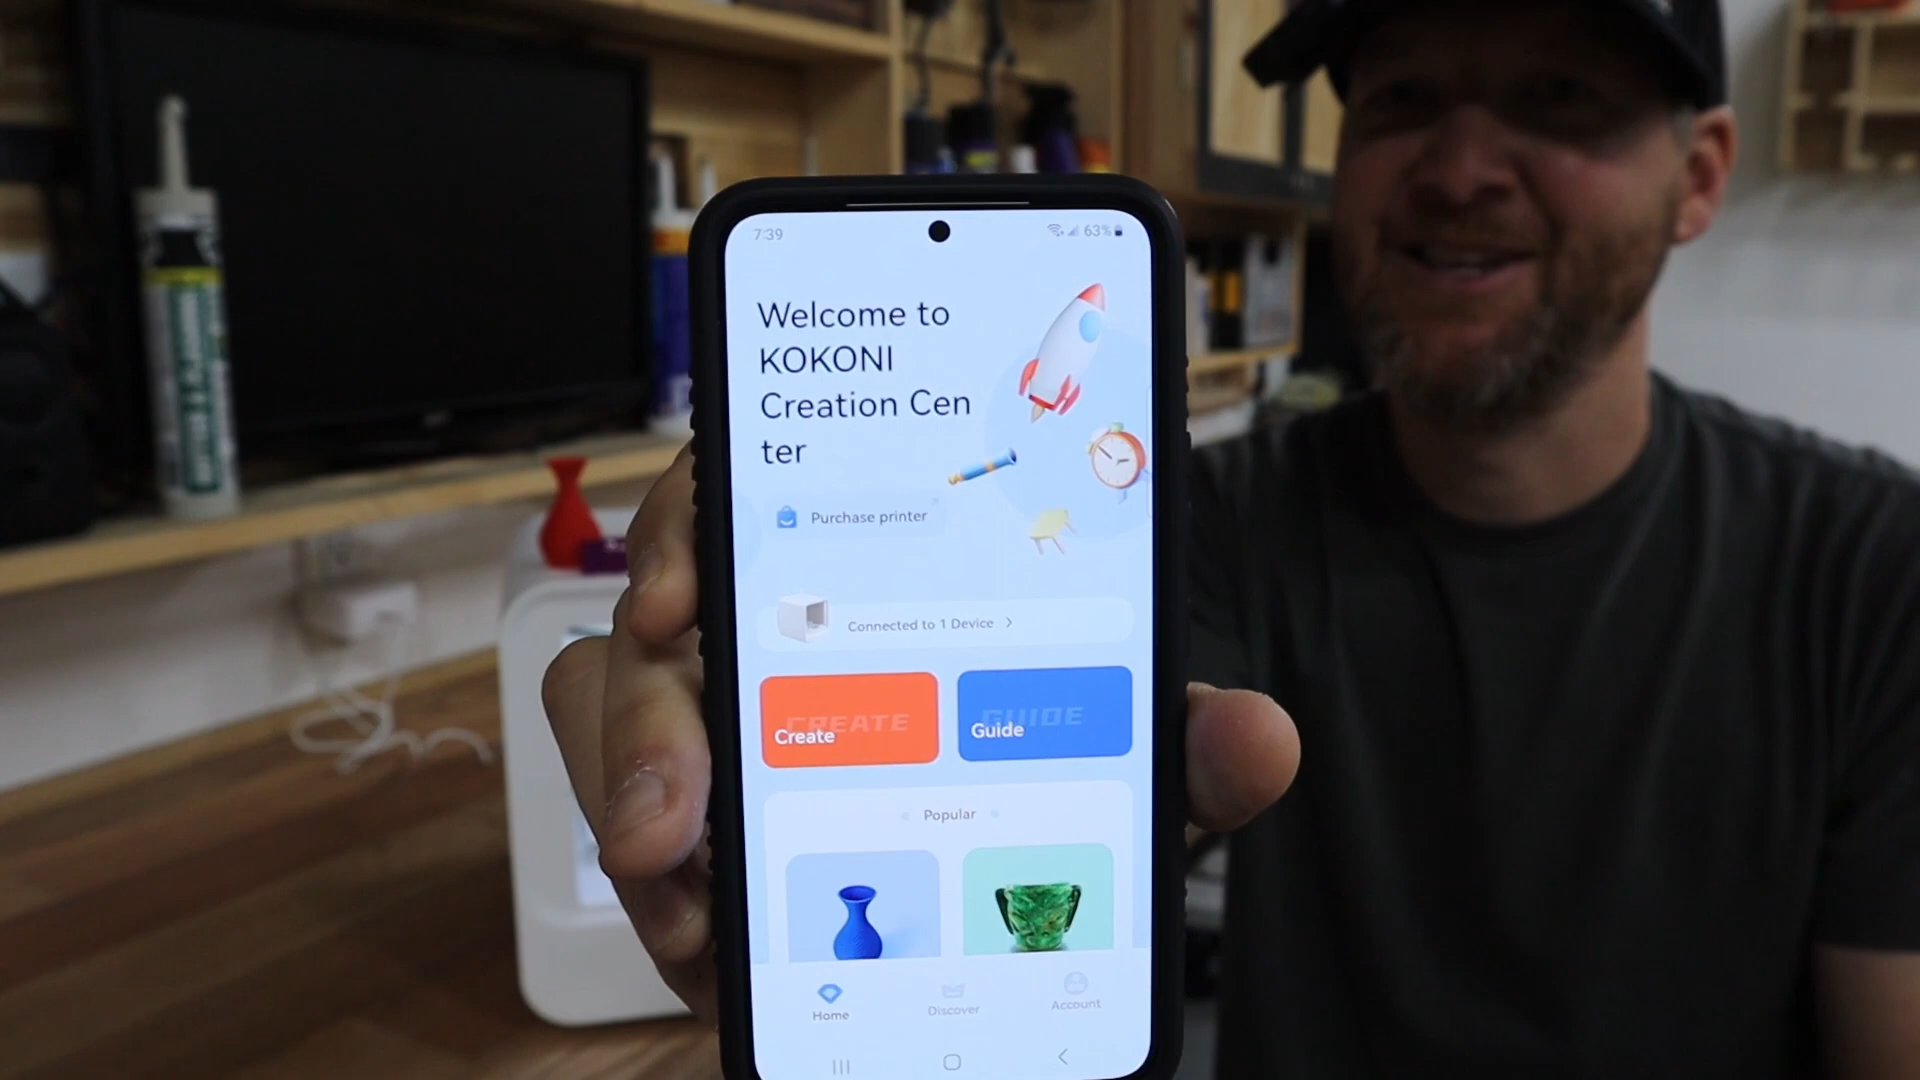 7:39
63%
Welcome to
KOKONI
Creation Cen
ter
Purchase printer
Connected to 1 Device >
CREATE
Create
GUIDE
Guide
Popular
Home
Discover
Account